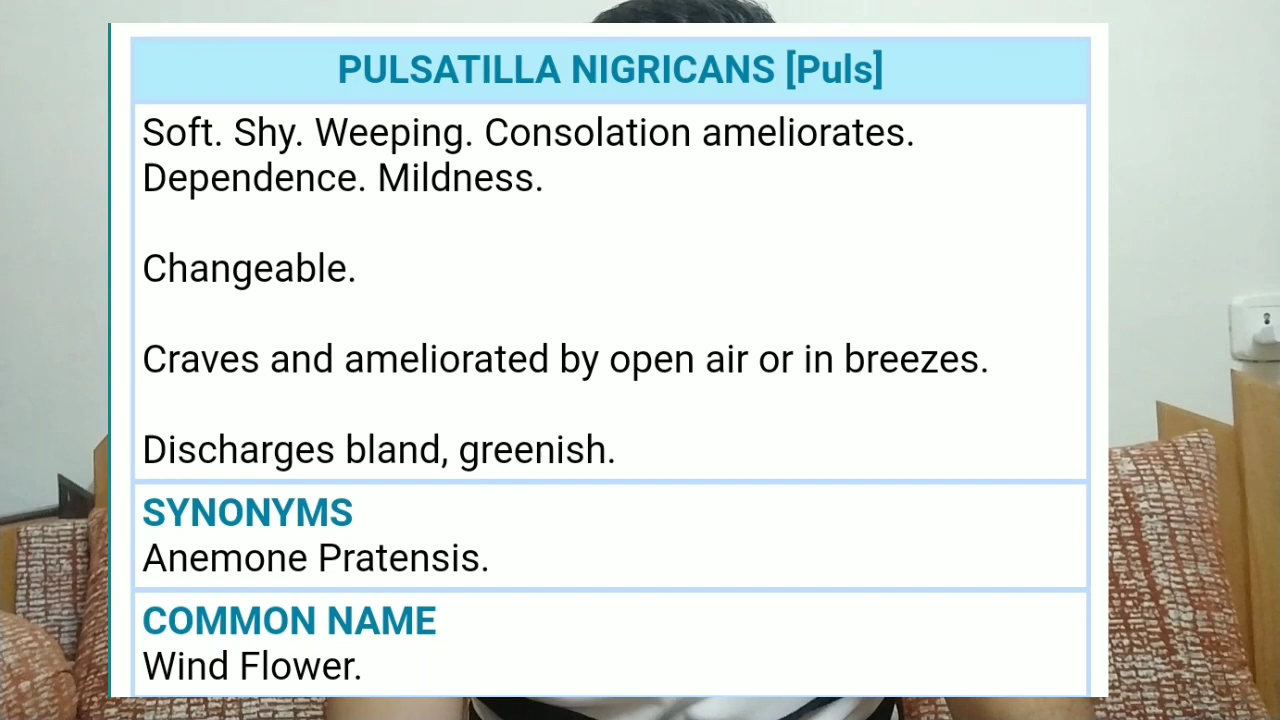 PULSATILLA NIGRICANS [Puls]
Soft. Shy. Weeping. Consolation ameliorates.
Dependence. Mildness.
Changeable.
Craves and ameliorated by open air or in breezes.
Discharges bland, greenish.
SYNONYMS
Anemone Pratensis.
COMMON NAME
Wind Flower.